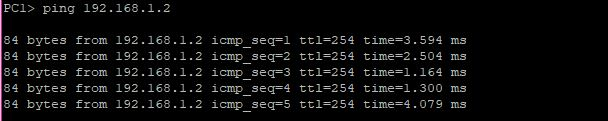 PC1> ping 192.168.1.2
84 bytes from 192.168.1.2 icmp_seq=1 ttl=254 time=3.594 ms
84 bytes from 192.168.1.2 icmp_seq=2 ttl=254 time=2.504 ms
84 bytes from 192.168.1.2 icmp_seq=3 ttl=254 time=1.164 ms
84 bytes from 192.168.1.2 icmp_seq=4 ttl=254 time=1.300 ms
84 bytes from 192.168.1.2 icmp_seq=5 ttl=254 time=4.079 ms